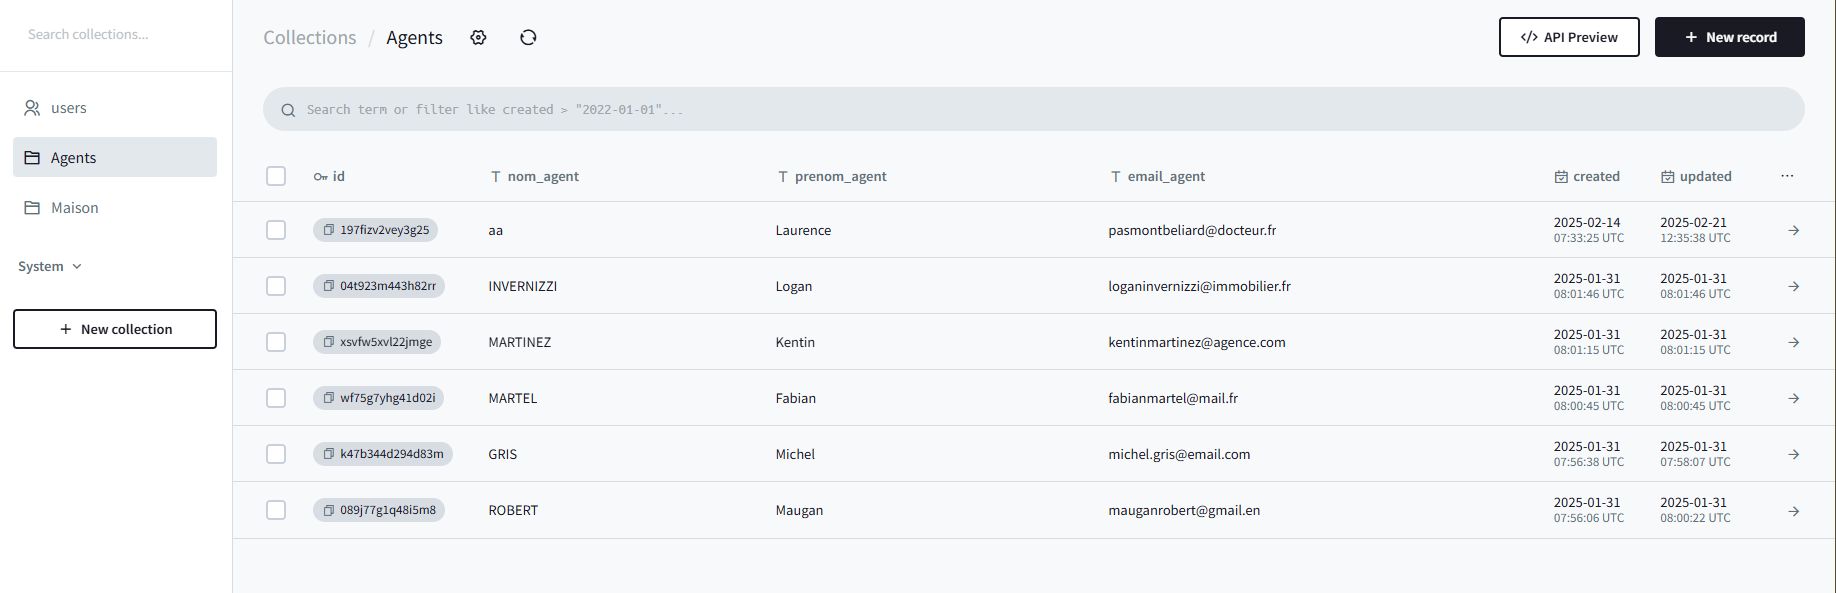 Search collections...
users
Agents
Maison
System
+ New collection
Collections / Agents
</> API Preview
+ New record
Search term or filter like created > "2022-01-01"...
id nom_agent prenom_agent email_agent created updated ...
197fizv2vey3g25 aa Laurence pasmontbeliard@docteur.fr 2025-02-14 2025-02-21
07:33:25 UTC 12:35:38 UTC
04t923m443h82rr INVERNIZZI Logan loganinvernizzi@immobilier.fr 2025-01-31 2025-01-31
08:01:46 UTC 08:01:46 UTC
xsvfw5xvl22jmge MARTINEZ Kentin kentinmartinez@agence.com 2025-01-31 2025-01-31
08:01:15 UTC 08:01:15 UTC
wf75g7yhg41d02i MARTEL Fabian fabianmartel@mail.fr 2025-01-31 2025-01-31
08:00:45 UTC 08:00:45 UTC
k47b344d294d83m GRIS Michel michel.gris@email.com 2025-01-31 2025-01-31
07:56:38 UTC 07:58:07 UTC
089j77g1q48i5m8 ROBERT Maugan mauganrobert@gmail.en 2025-01-31 2025-01-31
07:56:06 UTC 08:00:22 UTC